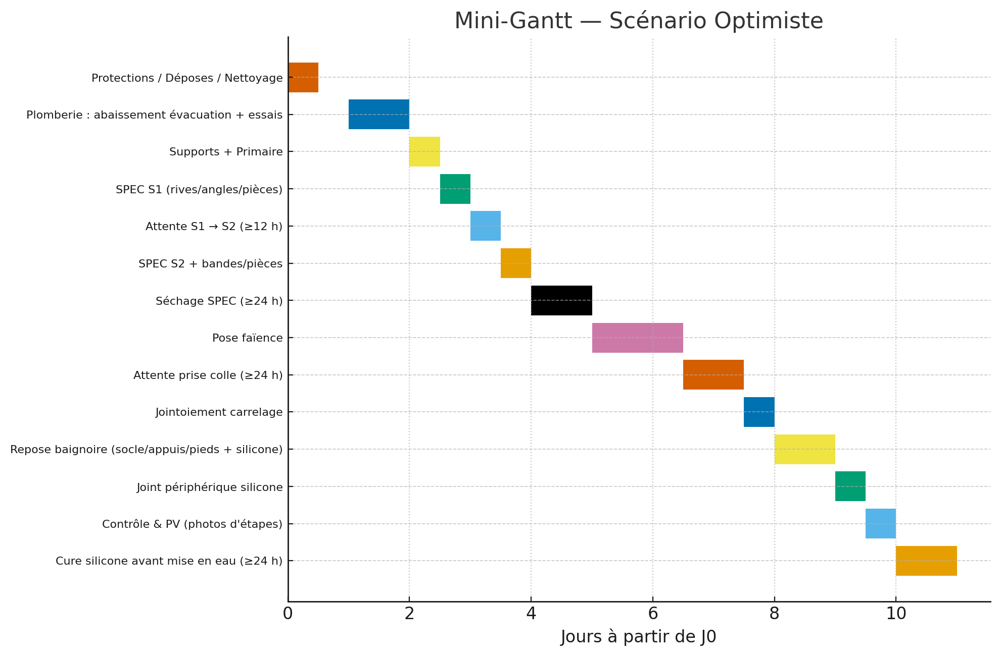 Mini-Gantt — Scénario Optimiste
Protections / Déposes / Nettoyage
Plomberie : abaissement évacuation + essais
Supports + Primaire
SPEC S1 (rives/angles/pièces)
Attente S1 → S2 (≥12 h)
SPEC S2 + bandes/pièces
Séchage SPEC (≥24 h)
Pose faïence
Attente prise colle (≥24 h)
Jointoiement carrelage
Repose baignoire (socle/appuis/pieds + silicone)
Joint périphérique silicone
Contrôle & PV (photos d'étapes)
Cure silicone avant mise en eau (≥24 h)
0 2 4 6 8 10
Jours à partir de J0